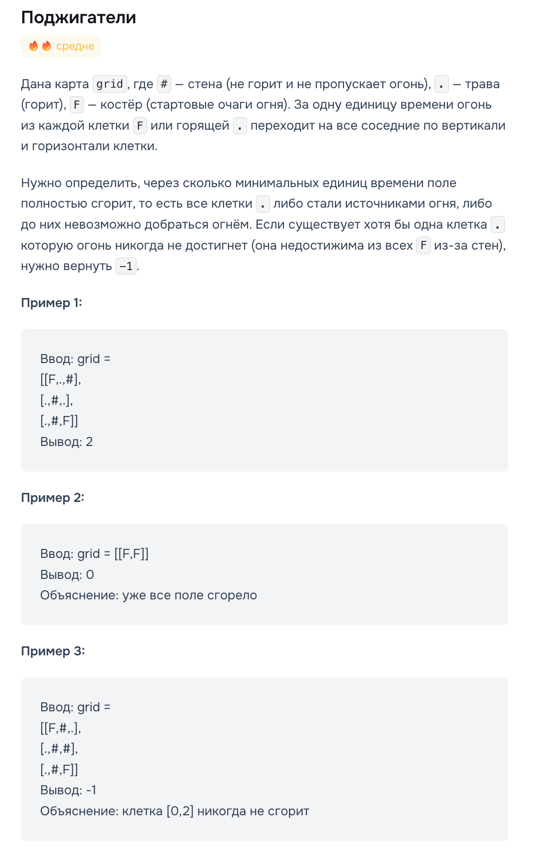 Поджигатели
🔥🔥 средне
Дана карта grid, где # — стена (не горит и не пропускает огонь), . — трава
(горит), F — костёр (стартовые очаги огня). За одну единицу времени огонь
из каждой клетки F или горящей . переходит на все соседние по вертикали
и горизонтали клетки.
Нужно определить, через сколько минимальных единиц времени поле
полностью сгорит, то есть все клетки . либо стали источниками огня, либо
до них невозможно добраться огнём. Если существует хотя бы одна клетка .
которую огонь никогда не достигнет (она недостижима из всех F из-за стен),
нужно вернуть −1.
Пример 1:
Ввод: grid =
[[F,.,#],
[.,#,.],
[.,#,F]]
Вывод: 2
Пример 2:
Ввод: grid = [[F,F]]
Вывод: 0
Объяснение: уже все поле сгорело
Пример 3:
Ввод: grid =
[[F,#,.],
[.,#,#],
[.,#,F]]
Вывод: -1
Объяснение: клетка [0,2] никогда не сгорит